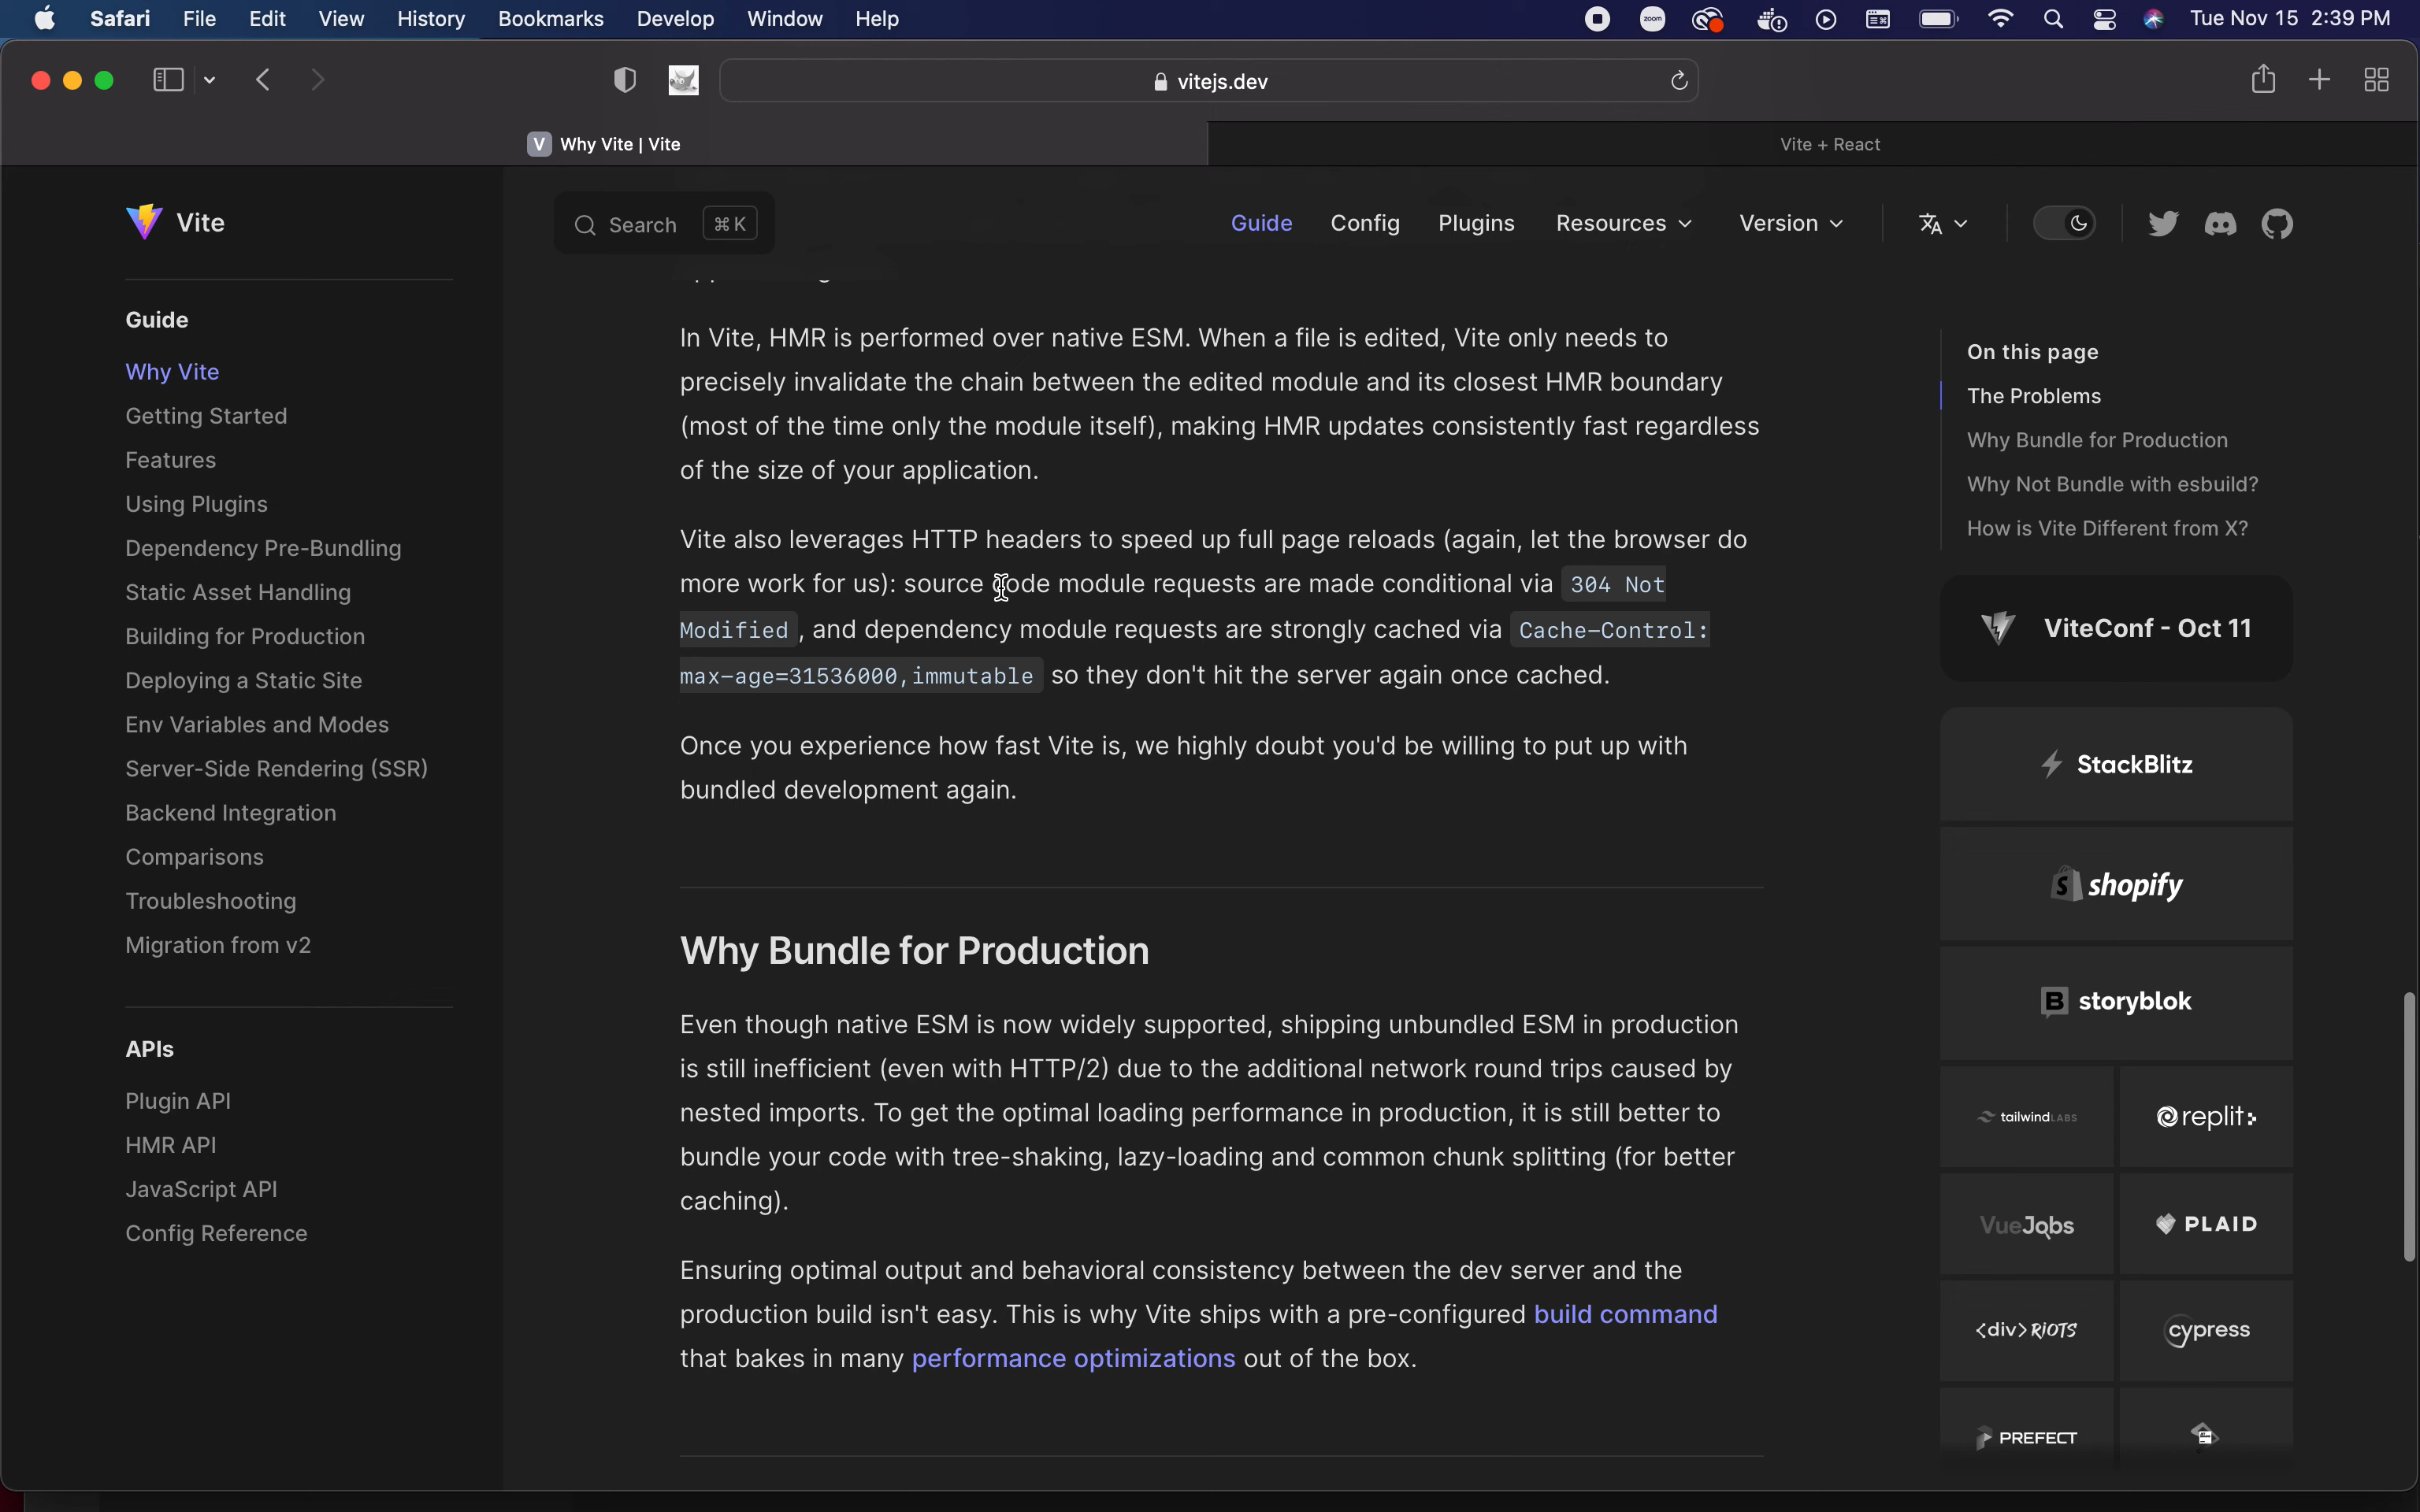 Safari File Edit View History Bookmarks Develop Window Help
zoom
Tue Nov 15 2:39 PM
vitejs.dev
V Why Vite | Vite
Vite + React
Vite
Search ⌘ K
Guide Config Plugins Resources Version
Guide
Why Vite
Getting Started
Features
Using Plugins
Dependency Pre-Bundling
Static Asset Handling
Building for Production
Deploying a Static Site
Env Variables and Modes
Server-Side Rendering (SSR)
Backend Integration
Comparisons
Troubleshooting
Migration from v2
APIs
Plugin API
HMR API
JavaScript API
Config Reference
In Vite, HMR is performed over native ESM. When a file is edited, Vite only needs to
precisely invalidate the chain between the edited module and its closest HMR boundary
(most of the time only the module itself), making HMR updates consistently fast regardless
of the size of your application.
Vite also leverages HTTP headers to speed up full page reloads (again, let the browser do
more work for us): source code module requests are made conditional via 304 Not
Modified , and dependency module requests are strongly cached via Cache-Control:
max-age=31536000,immutable so they don't hit the server again once cached.
Once you experience how fast Vite is, we highly doubt you'd be willing to put up with
bundled development again.
Why Bundle for Production
Even though native ESM is now widely supported, shipping unbundled ESM in production
is still inefficient (even with HTTP/2) due to the additional network round trips caused by
nested imports. To get the optimal loading performance in production, it is still better to
bundle your code with tree-shaking, lazy-loading and common chunk splitting (for better
caching).
Ensuring optimal output and behavioral consistency between the dev server and the
production build isn't easy. This is why Vite ships with a pre-configured build command
that bakes in many performance optimizations out of the box.
On this page
The Problems
Why Bundle for Production
Why Not Bundle with esbuild?
How is Vite Different from X?
ViteConf - Oct 11
StackBlitz
shopify
storyblok
tailwindLABS
replit
VueJobs
PLAID
<div>RIOTS
cypress
PREFECT